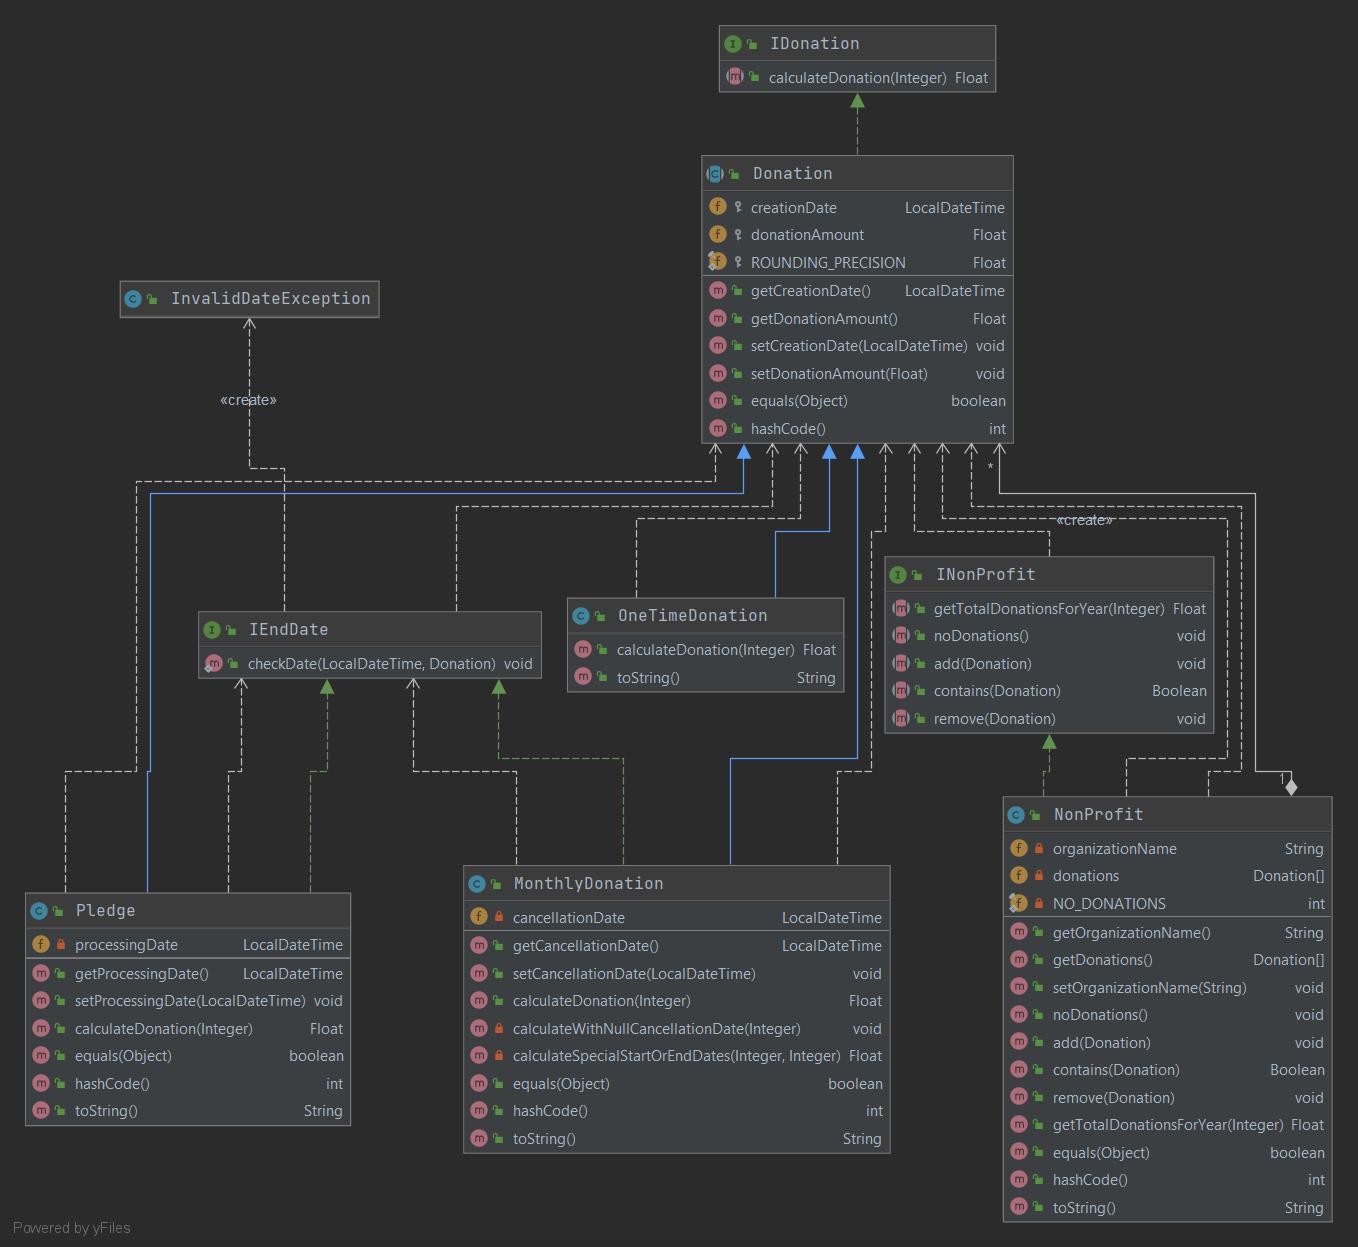 IDonation
calculateDonation(Integer) Float
Donation
creationDate LocalDateTime
donationAmount Float
ROUNDING_PRECISION Float
getCreationDate() LocalDateTime
getDonationAmount() Float
setCreationDate(LocalDateTime) void
setDonationAmount(Float) void
equals(Object) boolean
hashCode() int
InvalidDateException
«create»
*
«create»
IEndDate
checkDate(LocalDateTime, Donation) void
OneTimeDonation
calculateDonation(Integer) Float
toString() String
INonProfit
getTotalDonationsForYear(Integer) Float
noDonations() void
add(Donation) void
contains(Donation) Boolean
remove(Donation) void
1
Pledge
processingDate LocalDateTime
getProcessingDate() LocalDateTime
setProcessingDate(LocalDateTime) void
calculateDonation(Integer) Float
equals(Object) boolean
hashCode() int
toString() String
MonthlyDonation
cancellationDate LocalDateTime
getCancellationDate() LocalDateTime
setCancellationDate(LocalDateTime) void
calculateDonation(Integer) Float
calculateWithNullCancellationDate(Integer) void
calculateSpecialStartOrEndDates(Integer, Integer) Float
equals(Object) boolean
hashCode() int
toString() String
NonProfit
organizationName String
donations Donation[]
NO_DONATIONS int
getOrganizationName() String
getDonations() Donation[]
setOrganizationName(String) void
noDonations() void
add(Donation) void
contains(Donation) Boolean
remove(Donation) void
getTotalDonationsForYear(Integer) Float
equals(Object) boolean
hashCode() int
toString() String
Powered by yFiles